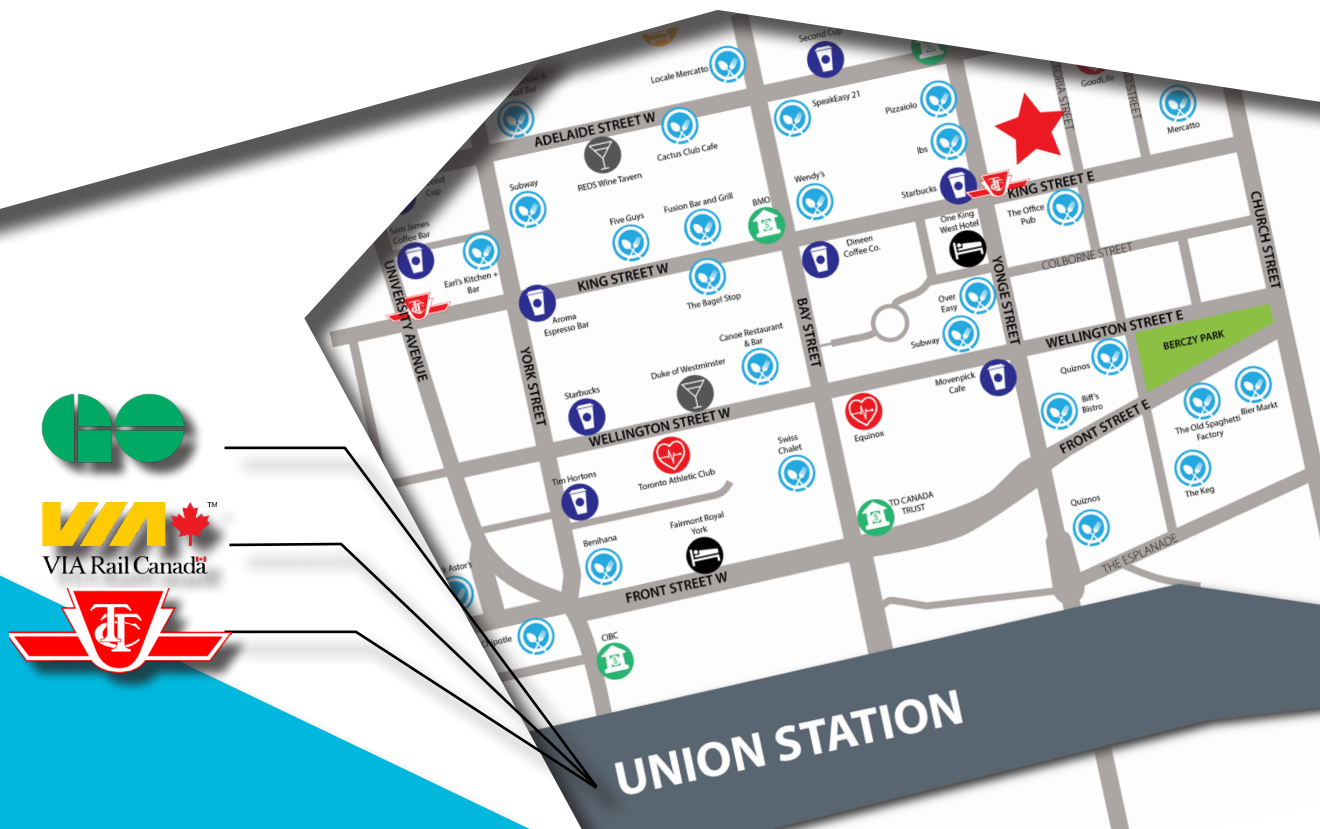 Second Cup
Locale Mercatto
GoodLife
SpeakEasy 21
Pizzaiolo
Mercatto
ADELAIDE STREET W
Cactus Club Cafe
REDS Wine Tavern
Ibs
Cup
Subway
Wendy's
Starbucks
KING STREET E
Sam James
Coffee Bar
Five Guys
Fusion Bar and Grill
BMO
One King
West Hotel
The Office
Pub
CHURCH STREET
Dineen
Coffee Co.
COLBORNE STREET
Earl's Kitchen +
Bar
UNIVERSITY AVENUE
KING STREET W
The Bagel Stop
YONGE STREET
Over
Easy
Aroma
Espresso Bar
BAY STREET
Canoe Restaurant
& Bar
Subway
WELLINGTON STREET E
BERCZY PARK
YORK STREET
Duke of Westminster
Starbucks
Movenpick
Cafe
Quiznos
Biff's
Bistro
WELLINGTON STREET W
Equinox
FRONT STREET E
The Old Spaghetti
Factory
Bier Markt
Swiss
Chalet
Toronto Athletic Club
Tim Hortons
The Keg
TD CANADA
TRUST
Quiznos
Fairmont Royal
York
Benihana
THE ESPLANADE
FRONT STREET W
CIBC
UNION STATION
GO
VIA
TM
VIA Rail Canada
TTC